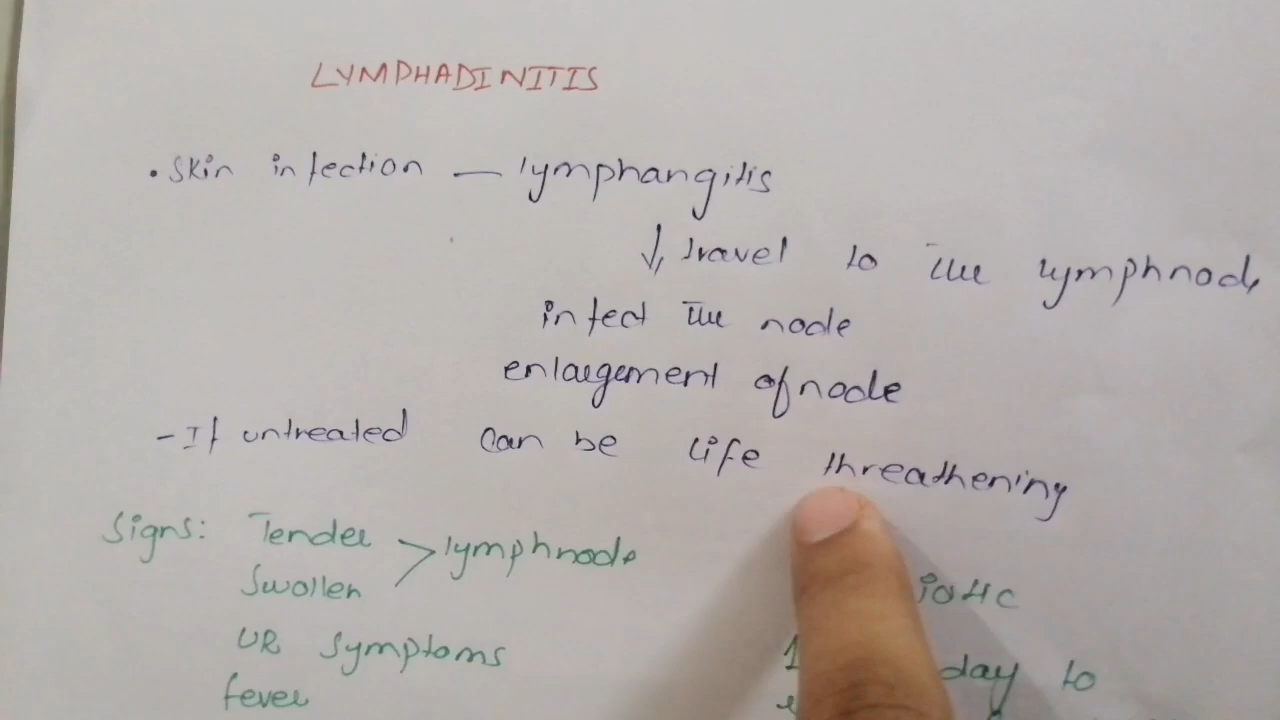 LYMPHADINITIS
• Skin infection — lymphangitis
↓, travel to the lymphnode
infect the node
enlargement of node
- If untreated can be life threathening
Signs: Tender > lymphnode
Swollen
UR symptoms
fever
day to